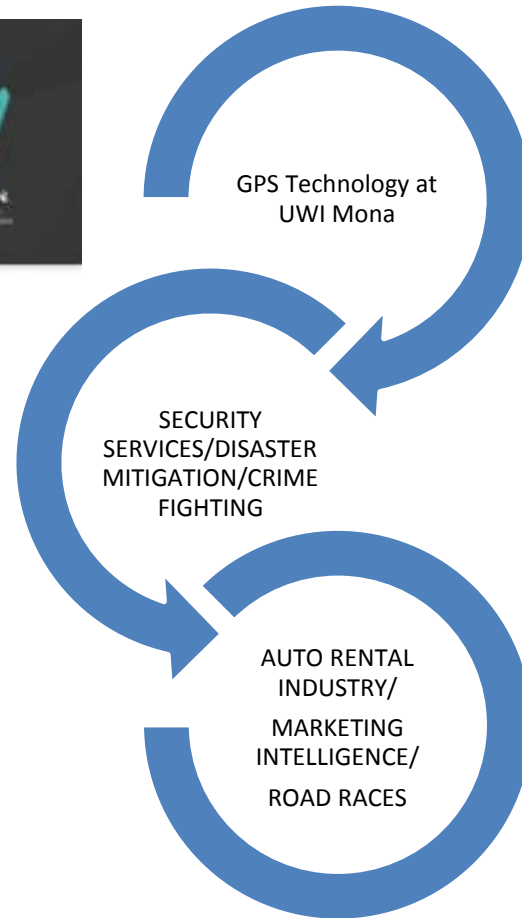 GPS Technology at
UWI Mona
SECURITY
SERVICES/DISASTER
MITIGATION/CRIME
FIGHTING
AUTO RENTAL
INDUSTRY/
MARKETING
INTELLIGENCE/
ROAD RACES